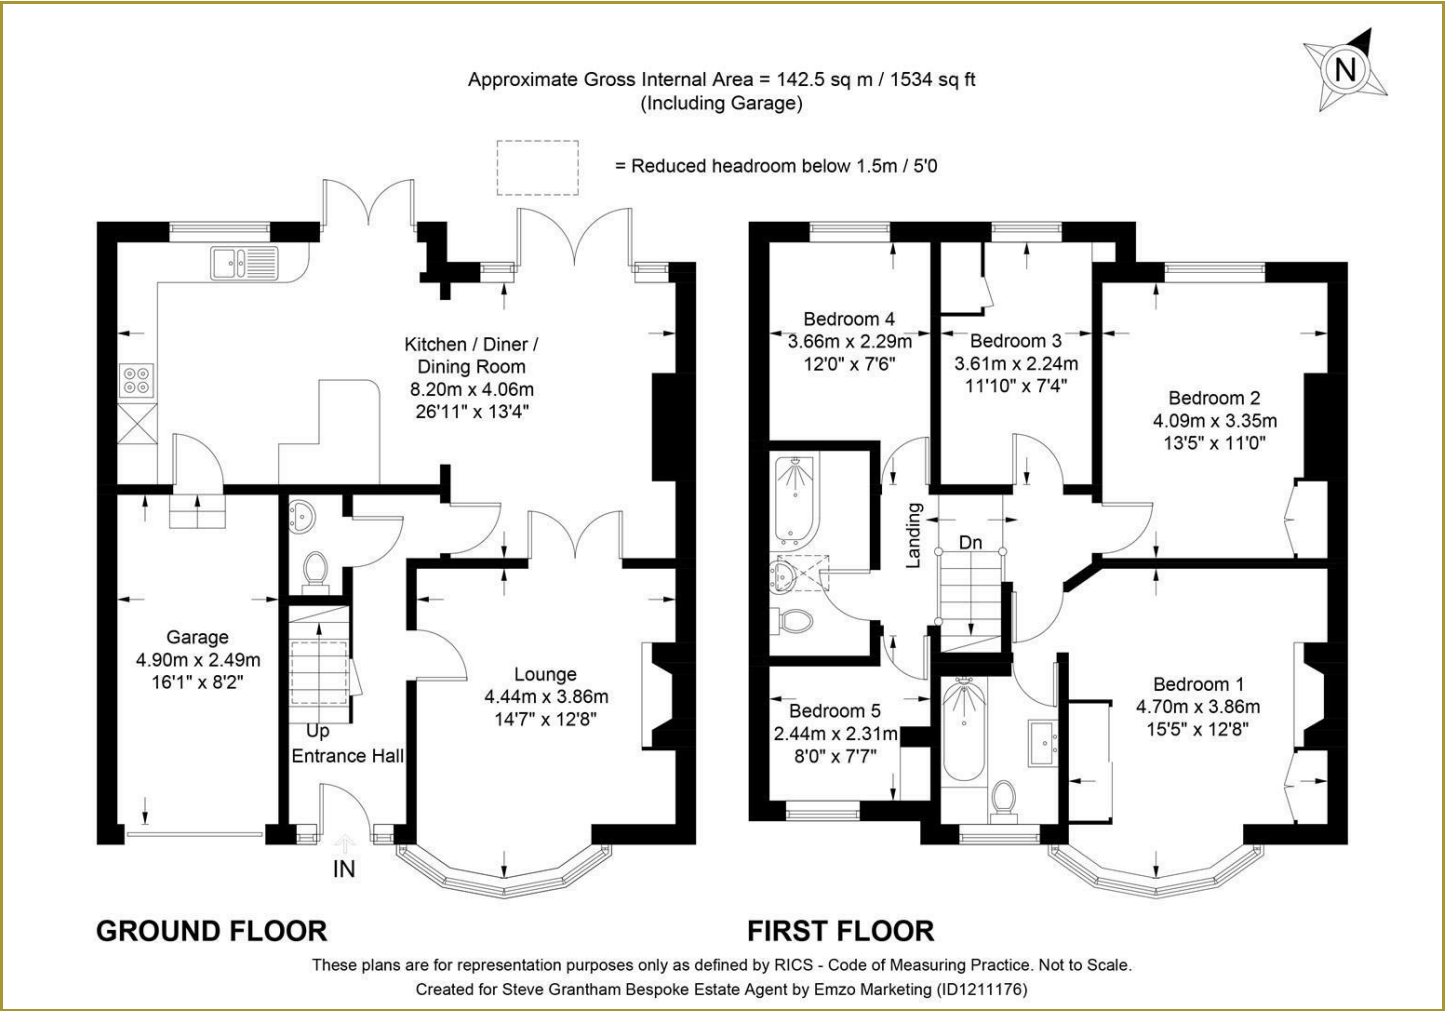 N
Approximate Gross Internal Area = 142.5 sq m / 1534 sq ft
(Including Garage)
= Reduced headroom below 1.5m / 5'0
Kitchen / Diner /
Dining Room
8.20m x 4.06m
26'11" x 13'4"
Garage
4.90m x 2.49m
16'1" x 8'2"
Lounge
4.44m x 3.86m
14'7" x 12'8"
Up
Entrance Hall
IN
Bedroom 4
3.66m x 2.29m
12'0" x 7'6"
Bedroom 3
3.61m x 2.24m
11'10" x 7'4"
Bedroom 2
4.09m x 3.35m
13'5" x 11'0"
Landing
Dn
Bedroom 5
2.44m x 2.31m
8'0" x 7'7"
Bedroom 1
4.70m x 3.86m
15'5" x 12'8"
GROUND FLOOR
FIRST FLOOR
These plans are for representation purposes only as defined by RICS - Code of Measuring Practice. Not to Scale.
Created for Steve Grantham Bespoke Estate Agent by Emzo Marketing (ID1211176)